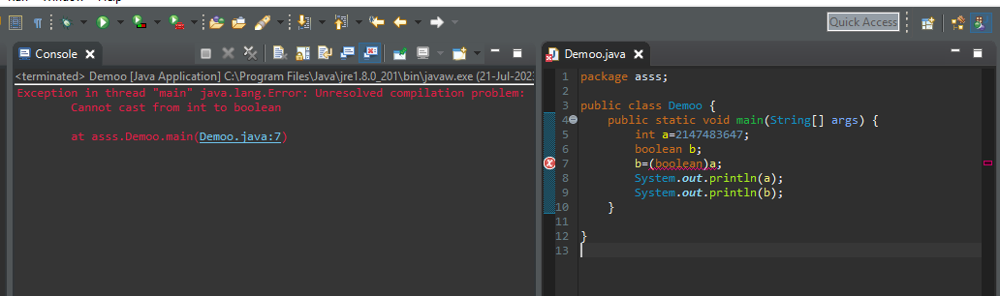 Quick Access
Console
<terminated> Demoo [Java Application] C:\Program Files\Java\jre1.8.0_201\bin\javaw.exe (21-Jul-2023
Exception in thread "main" java.lang.Error: Unresolved compilation problem:
Cannot cast from int to boolean
at asss.Demoo.main(Demoo.java:7)
Demoo.java
1 package asss;
2
3 public class Demoo {
4 public static void main(String[] args) {
5 int a=2147483647;
6 boolean b;
7 b=(boolean)a;
8 System.out.println(a);
9 System.out.println(b);
10 }
11
12 }
13